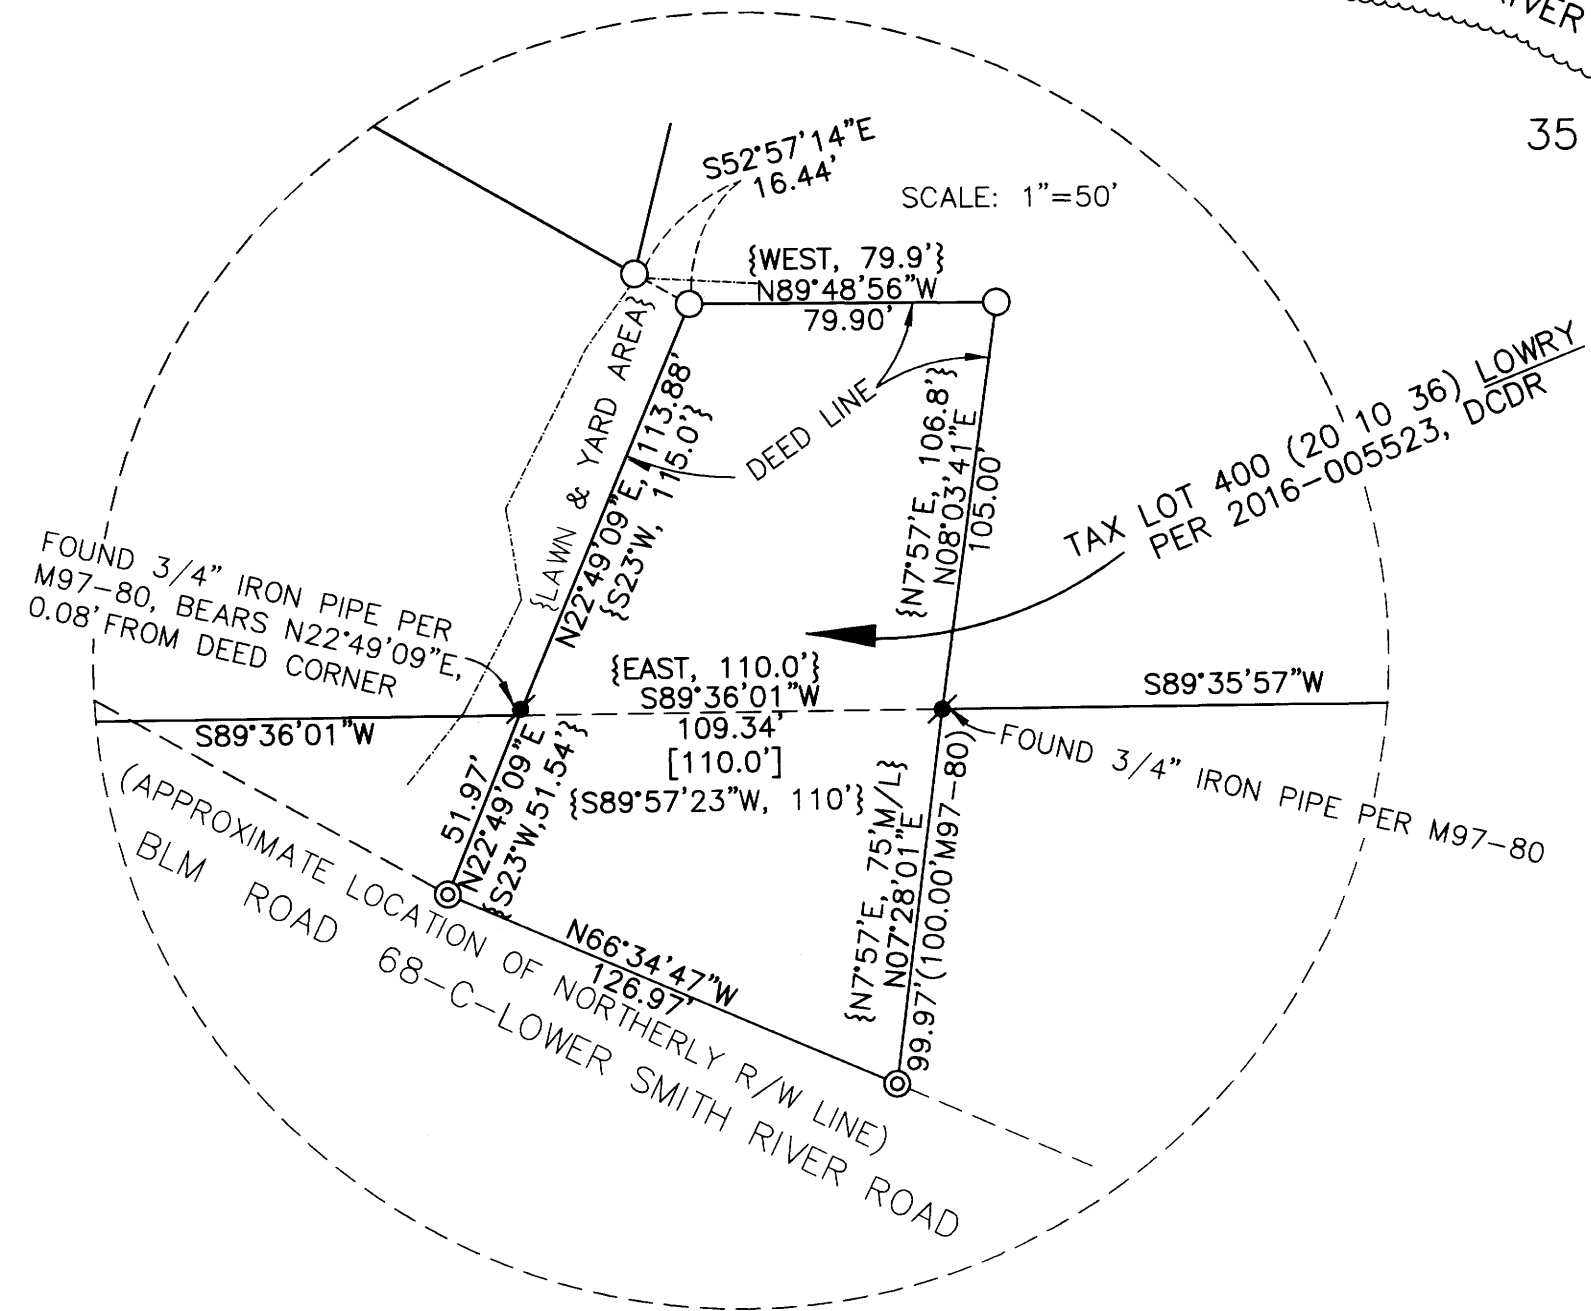 RIVER
35
S52°57'14"E
16.44'
SCALE: 1"=50'
{WEST, 79.9'}
N89°48'56"W
79.90'
{LAWN & YARD AREA}
N22°49'09"E, 113.88'
{S23°W, 115.0'}
DEED LINE
{N7°57'E, 106.8'}
N08°03'41"E
105.00'
TAX LOT 400 (20 10 36) LOWRY
PER 2016-005523, DCDR
FOUND 3/4" IRON PIPE PER
M97-80, BEARS N22°49'09"E,
0.08' FROM DEED CORNER
{EAST, 110.0'}
S89°36'01"W
109.34'
[110.0']
{S89°57'23"W, 110'}
S89°36'01"W
S89°35'57"W
FOUND 3/4" IRON PIPE PER M97-80
51.97'
N22°49'09"E
{S23°W,51.54'}
{N7°57'E, 75'M/L}
N07°28'01"E
99.97'(100.00'M97-80)
N66°34'47"W
126.97'
(APPROXIMATE LOCATION OF NORTHERLY R/W LINE)
BLM ROAD 68-C-LOWER SMITH RIVER ROAD